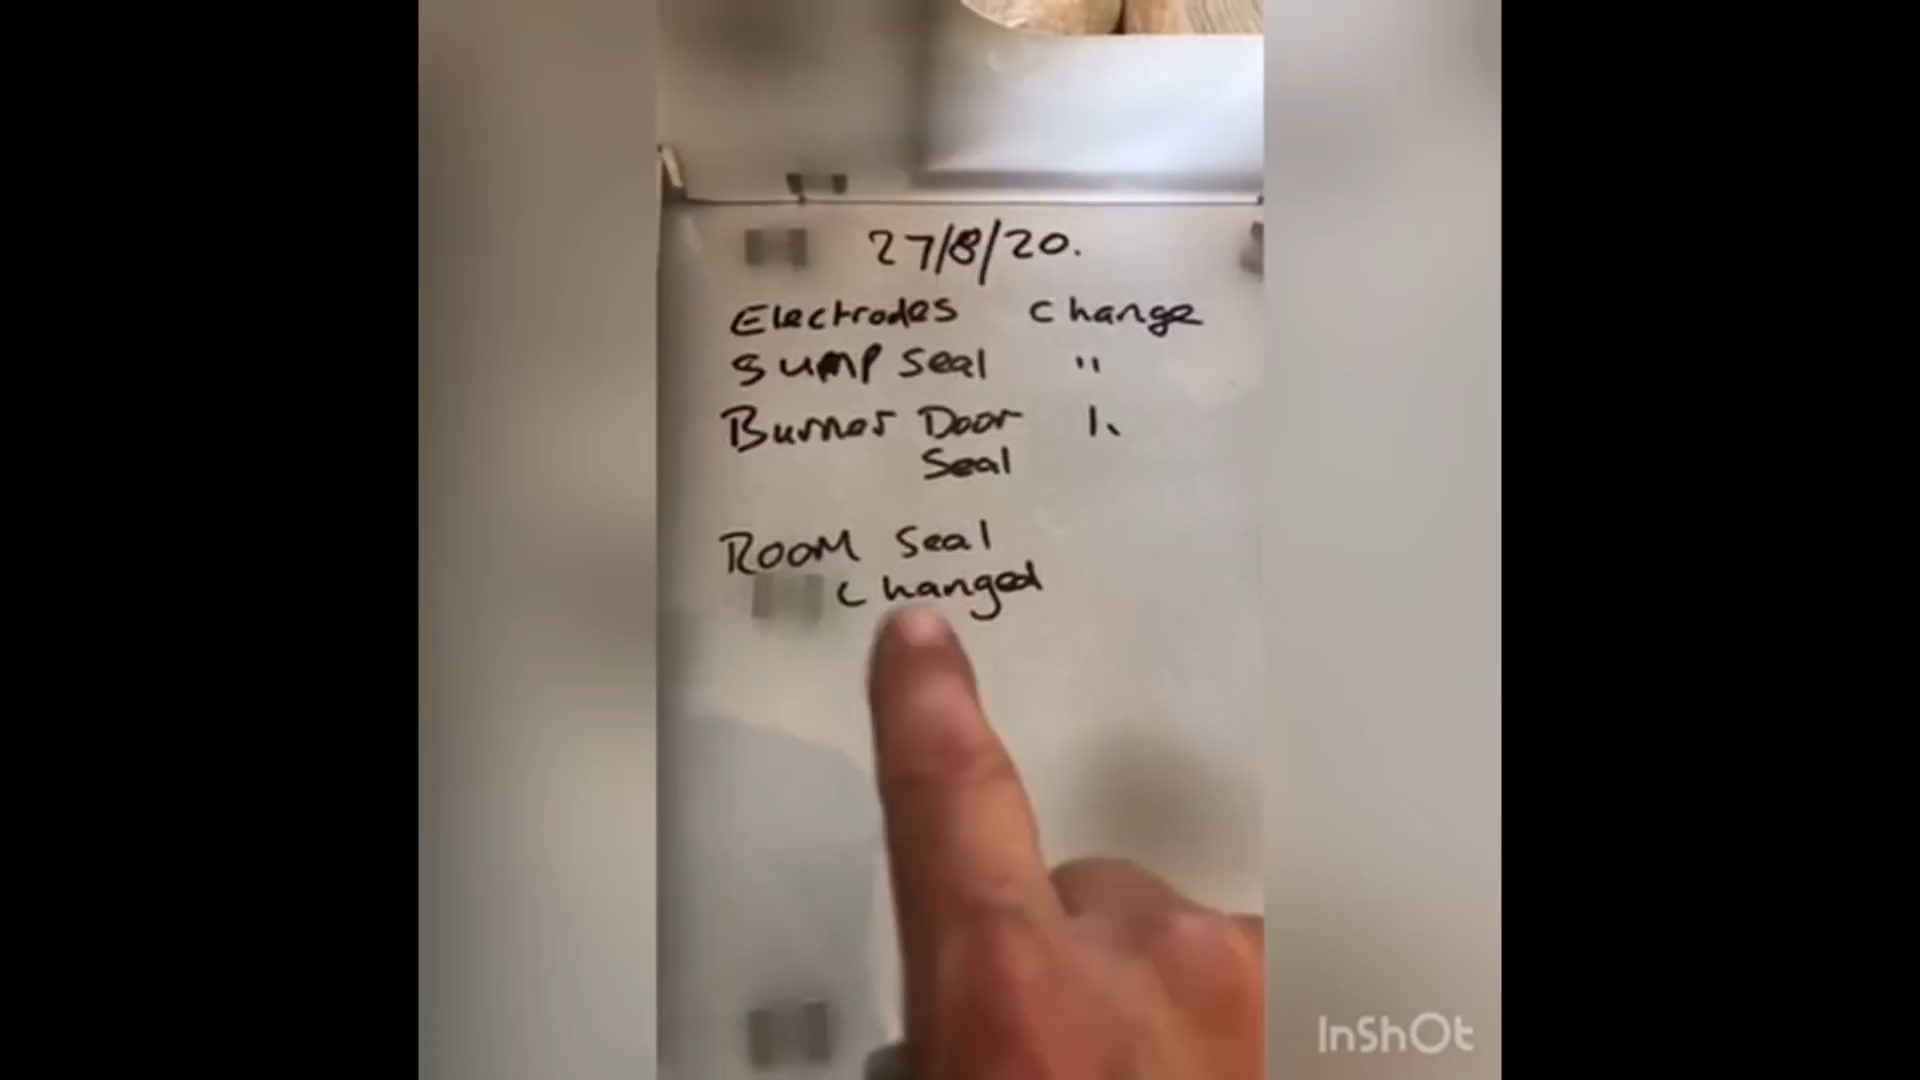 27/8/20.
Electrodes change
Sump seal "
Burner Door "
Seal
Room seal
changed
InShOt